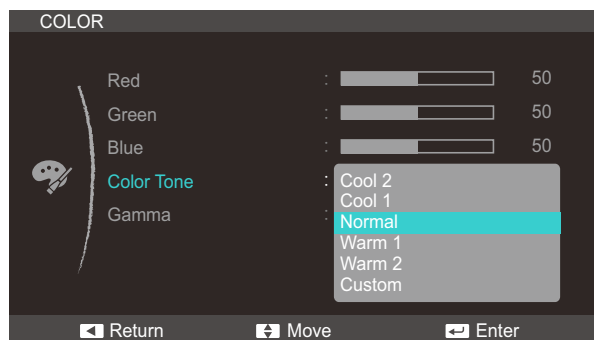 COLOR
Red : 50
Green : 50
Blue : 50
Color Tone : Cool 2
Cool 1
Gamma :
Normal
Warm 1
Warm 2
Custom
Return Move Enter